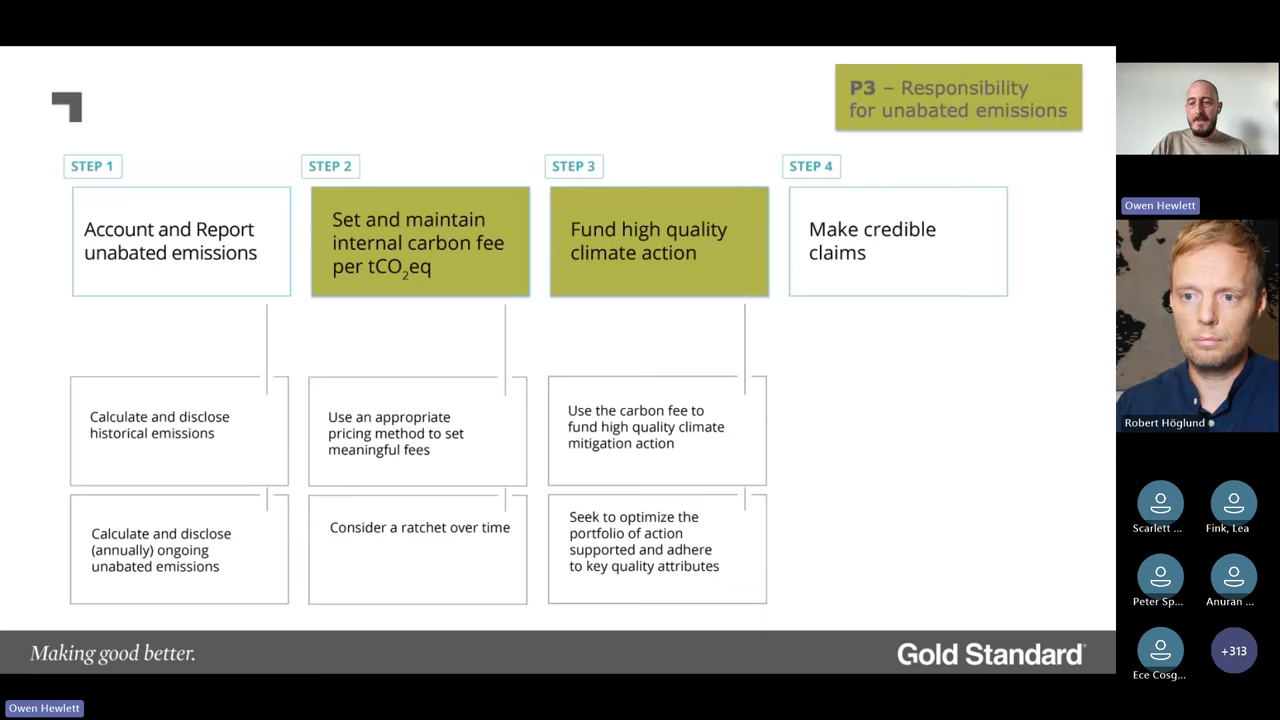 P3 – Responsibility
for unabated emissions
STEP 1
STEP 2
STEP 3
STEP 4
Account and Report
unabated emissions
Set and maintain
internal carbon fee
per tCO₂eq
Fund high quality
climate action
Make credible
claims
Calculate and disclose
historical emissions
Use an appropriate
pricing method to set
meaningful fees
Use the carbon fee to
fund high quality climate
mitigation action
Calculate and disclose
(annually) ongoing
unabated emissions
Consider a ratchet over time
Seek to optimize the
portfolio of action
supported and adhere
to key quality attributes
Making good better.
Gold Standard
Owen Hewlett
Owen Hewlett
Robert Höglund
Scarlett ...
Fink, Lea
Peter Sp...
Anuran ...
Ece Cosg...
+313